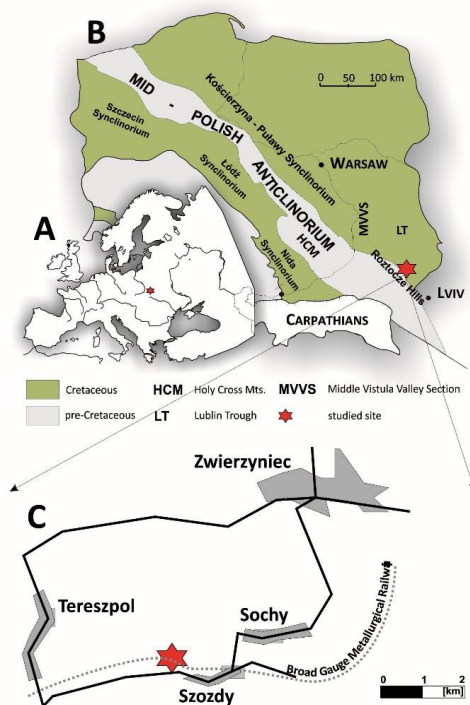 B
MID - POLISH ANTICLINORIUM
Kościerzyna - Puławy Synclinorium
0 50 100 km
Szczecin Synclinorium
Łódź Synclinorium
WARSAW
MVVS
LT
HCM
Nida Synclinorium
Roztocze Hills
LVIV
CARPATHIANS
A
Cretaceous HCM Holy Cross Mts. MVVS Middle Vistula Valley Section
pre-Cretaceous LT Lublin Trough studied site
C
Zwierzyniec
Tereszpol
Sochy
Szozdy
Broad Gauge Metallurgical Railway
0 1 2
[km]